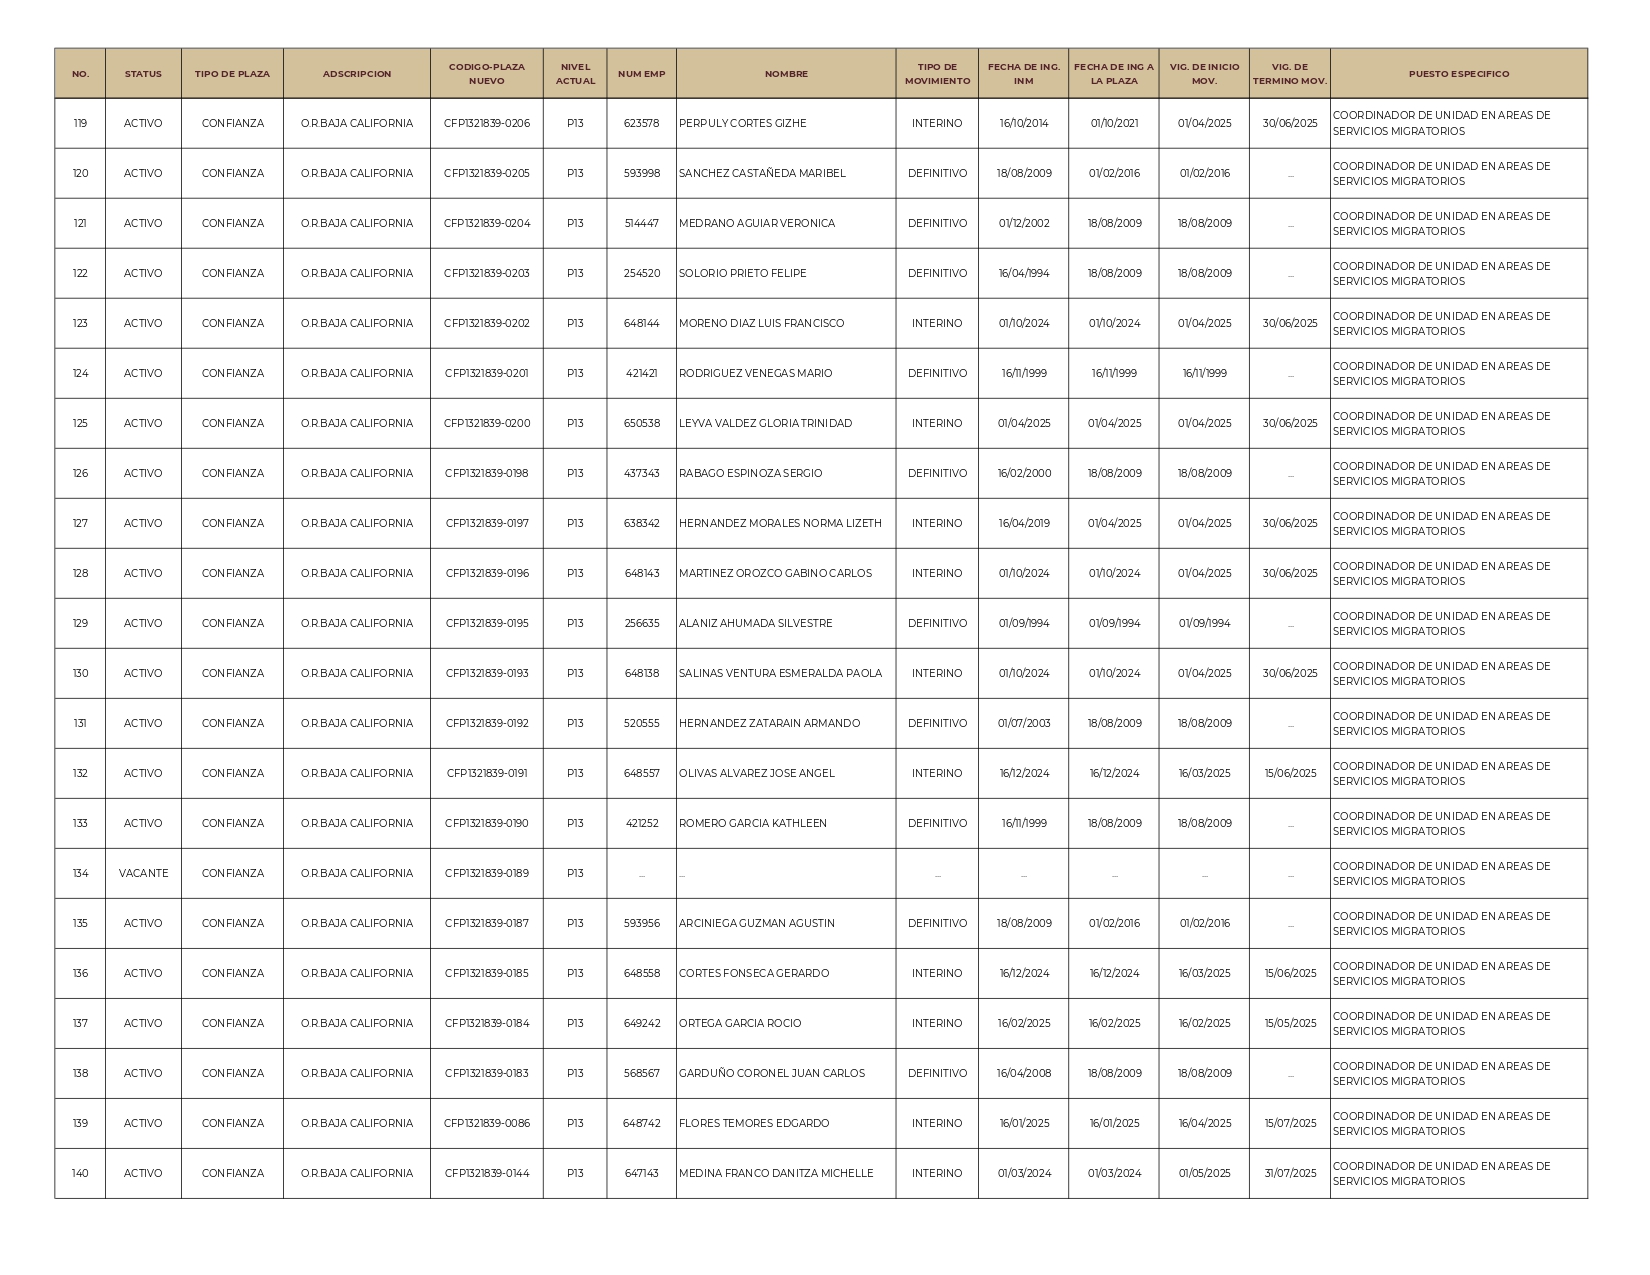 NO. STATUS TIPO DE PLAZA ADSCRIPCION CODIGO-PLAZA NUEVO NIVEL ACTUAL NUM EMP NOMBRE TIPO DE MOVIMIENTO FECHA DE ING. INM FECHA DE ING A LA PLAZA VIG. DE INICIO MOV. VIG. DE TERMINO MOV. PUESTO ESPECIFICO
119 ACTIVO CONFIANZA O.R.BAJA CALIFORNIA CFP1321839-0206 P13 623578 PERPULY CORTES GIZHE INTERINO 16/10/2014 01/10/2021 01/04/2025 30/06/2025 COORDINADOR DE UNIDAD EN AREAS DE SERVICIOS MIGRATORIOS
120 ACTIVO CONFIANZA O.R.BAJA CALIFORNIA CFP1321839-0205 P13 593998 SANCHEZ CASTAÑEDA MARIBEL DEFINITIVO 18/08/2009 01/02/2016 01/02/2016 ... COORDINADOR DE UNIDAD EN AREAS DE SERVICIOS MIGRATORIOS
121 ACTIVO CONFIANZA O.R.BAJA CALIFORNIA CFP1321839-0204 P13 514447 MEDRANO AGUIAR VERONICA DEFINITIVO 01/12/2002 18/08/2009 18/08/2009 ... COORDINADOR DE UNIDAD EN AREAS DE SERVICIOS MIGRATORIOS
122 ACTIVO CONFIANZA O.R.BAJA CALIFORNIA CFP1321839-0203 P13 254520 SOLORIO PRIETO FELIPE DEFINITIVO 16/04/1994 18/08/2009 18/08/2009 ... COORDINADOR DE UNIDAD EN AREAS DE SERVICIOS MIGRATORIOS
123 ACTIVO CONFIANZA O.R.BAJA CALIFORNIA CFP1321839-0202 P13 648144 MORENO DIAZ LUIS FRANCISCO INTERINO 01/10/2024 01/10/2024 01/04/2025 30/06/2025 COORDINADOR DE UNIDAD EN AREAS DE SERVICIOS MIGRATORIOS
124 ACTIVO CONFIANZA O.R.BAJA CALIFORNIA CFP1321839-0201 P13 421421 RODRIGUEZ VENEGAS MARIO DEFINITIVO 16/11/1999 16/11/1999 16/11/1999 ... COORDINADOR DE UNIDAD EN AREAS DE SERVICIOS MIGRATORIOS
125 ACTIVO CONFIANZA O.R.BAJA CALIFORNIA CFP1321839-0200 P13 650538 LEYVA VALDEZ GLORIA TRINIDAD INTERINO 01/04/2025 01/04/2025 01/04/2025 30/06/2025 COORDINADOR DE UNIDAD EN AREAS DE SERVICIOS MIGRATORIOS
126 ACTIVO CONFIANZA O.R.BAJA CALIFORNIA CFP1321839-0198 P13 437343 RABAGO ESPINOZA SERGIO DEFINITIVO 16/02/2000 18/08/2009 18/08/2009 ... COORDINADOR DE UNIDAD EN AREAS DE SERVICIOS MIGRATORIOS
127 ACTIVO CONFIANZA O.R.BAJA CALIFORNIA CFP1321839-0197 P13 638342 HERNANDEZ MORALES NORMA LIZETH INTERINO 16/04/2019 01/04/2025 01/04/2025 30/06/2025 COORDINADOR DE UNIDAD EN AREAS DE SERVICIOS MIGRATORIOS
128 ACTIVO CONFIANZA O.R.BAJA CALIFORNIA CFP1321839-0196 P13 648143 MARTINEZ OROZCO GABINO CARLOS INTERINO 01/10/2024 01/10/2024 01/04/2025 30/06/2025 COORDINADOR DE UNIDAD EN AREAS DE SERVICIOS MIGRATORIOS
129 ACTIVO CONFIANZA O.R.BAJA CALIFORNIA CFP1321839-0195 P13 256635 ALANIZ AHUMADA SILVESTRE DEFINITIVO 01/09/1994 01/09/1994 01/09/1994 ... COORDINADOR DE UNIDAD EN AREAS DE SERVICIOS MIGRATORIOS
130 ACTIVO CONFIANZA O.R.BAJA CALIFORNIA CFP1321839-0193 P13 648138 SALINAS VENTURA ESMERALDA PAOLA INTERINO 01/10/2024 01/10/2024 01/04/2025 30/06/2025 COORDINADOR DE UNIDAD EN AREAS DE SERVICIOS MIGRATORIOS
131 ACTIVO CONFIANZA O.R.BAJA CALIFORNIA CFP1321839-0192 P13 520555 HERNANDEZ ZATARAIN ARMANDO DEFINITIVO 01/07/2003 18/08/2009 18/08/2009 ... COORDINADOR DE UNIDAD EN AREAS DE SERVICIOS MIGRATORIOS
132 ACTIVO CONFIANZA O.R.BAJA CALIFORNIA CFP1321839-0191 P13 648557 OLIVAS ALVAREZ JOSE ANGEL INTERINO 16/12/2024 16/12/2024 16/03/2025 15/06/2025 COORDINADOR DE UNIDAD EN AREAS DE SERVICIOS MIGRATORIOS
133 ACTIVO CONFIANZA O.R.BAJA CALIFORNIA CFP1321839-0190 P13 421252 ROMERO GARCIA KATHLEEN DEFINITIVO 16/11/1999 18/08/2009 18/08/2009 ... COORDINADOR DE UNIDAD EN AREAS DE SERVICIOS MIGRATORIOS
134 VACANTE CONFIANZA O.R.BAJA CALIFORNIA CFP1321839-0189 P13 ... ... ... ... ... ... ... COORDINADOR DE UNIDAD EN AREAS DE SERVICIOS MIGRATORIOS
135 ACTIVO CONFIANZA O.R.BAJA CALIFORNIA CFP1321839-0187 P13 593956 ARCINIEGA GUZMAN AGUSTIN DEFINITIVO 18/08/2009 01/02/2016 01/02/2016 ... COORDINADOR DE UNIDAD EN AREAS DE SERVICIOS MIGRATORIOS
136 ACTIVO CONFIANZA O.R.BAJA CALIFORNIA CFP1321839-0185 P13 648558 CORTES FONSECA GERARDO INTERINO 16/12/2024 16/12/2024 16/03/2025 15/06/2025 COORDINADOR DE UNIDAD EN AREAS DE SERVICIOS MIGRATORIOS
137 ACTIVO CONFIANZA O.R.BAJA CALIFORNIA CFP1321839-0184 P13 649242 ORTEGA GARCIA ROCIO INTERINO 16/02/2025 16/02/2025 16/02/2025 15/05/2025 COORDINADOR DE UNIDAD EN AREAS DE SERVICIOS MIGRATORIOS
138 ACTIVO CONFIANZA O.R.BAJA CALIFORNIA CFP1321839-0183 P13 568567 GARDUÑO CORONEL JUAN CARLOS DEFINITIVO 16/04/2008 18/08/2009 18/08/2009 ... COORDINADOR DE UNIDAD EN AREAS DE SERVICIOS MIGRATORIOS
139 ACTIVO CONFIANZA O.R.BAJA CALIFORNIA CFP1321839-0086 P13 648742 FLORES TEMORES EDGARDO INTERINO 16/01/2025 16/01/2025 16/04/2025 15/07/2025 COORDINADOR DE UNIDAD EN AREAS DE SERVICIOS MIGRATORIOS
140 ACTIVO CONFIANZA O.R.BAJA CALIFORNIA CFP1321839-0144 P13 647143 MEDINA FRANCO DANITZA MICHELLE INTERINO 01/03/2024 01/03/2024 01/05/2025 31/07/2025 COORDINADOR DE UNIDAD EN AREAS DE SERVICIOS MIGRATORIOS